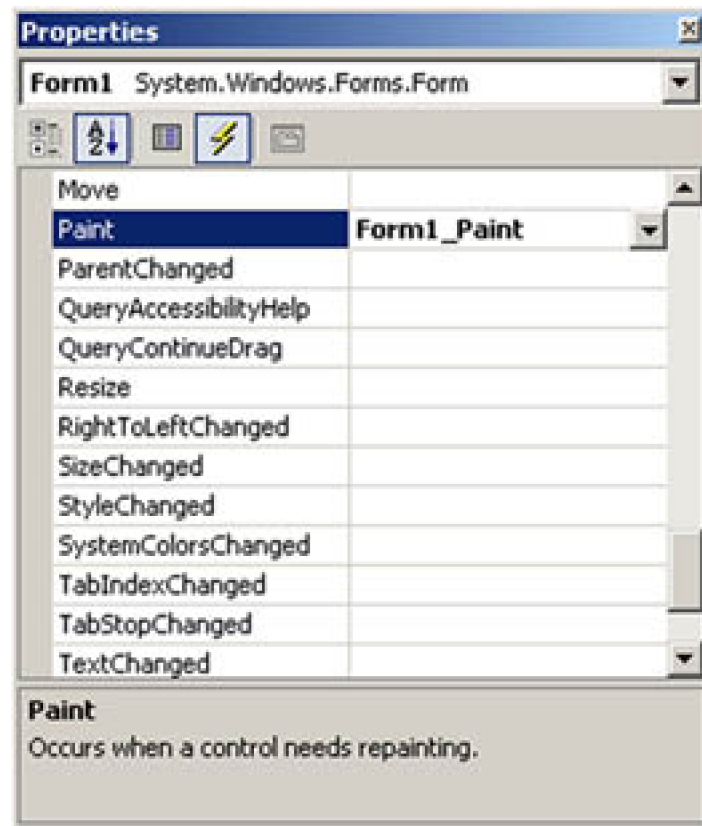 Properties
Form1 System.Windows.Forms.Form
Move
Paint Form1_Paint
ParentChanged
QueryAccessibilityHelp
QueryContinueDrag
Resize
RightToLeftChanged
SizeChanged
StyleChanged
SystemColorsChanged
TabIndexChanged
TabStopChanged
TextChanged
Paint
Occurs when a control needs repainting.